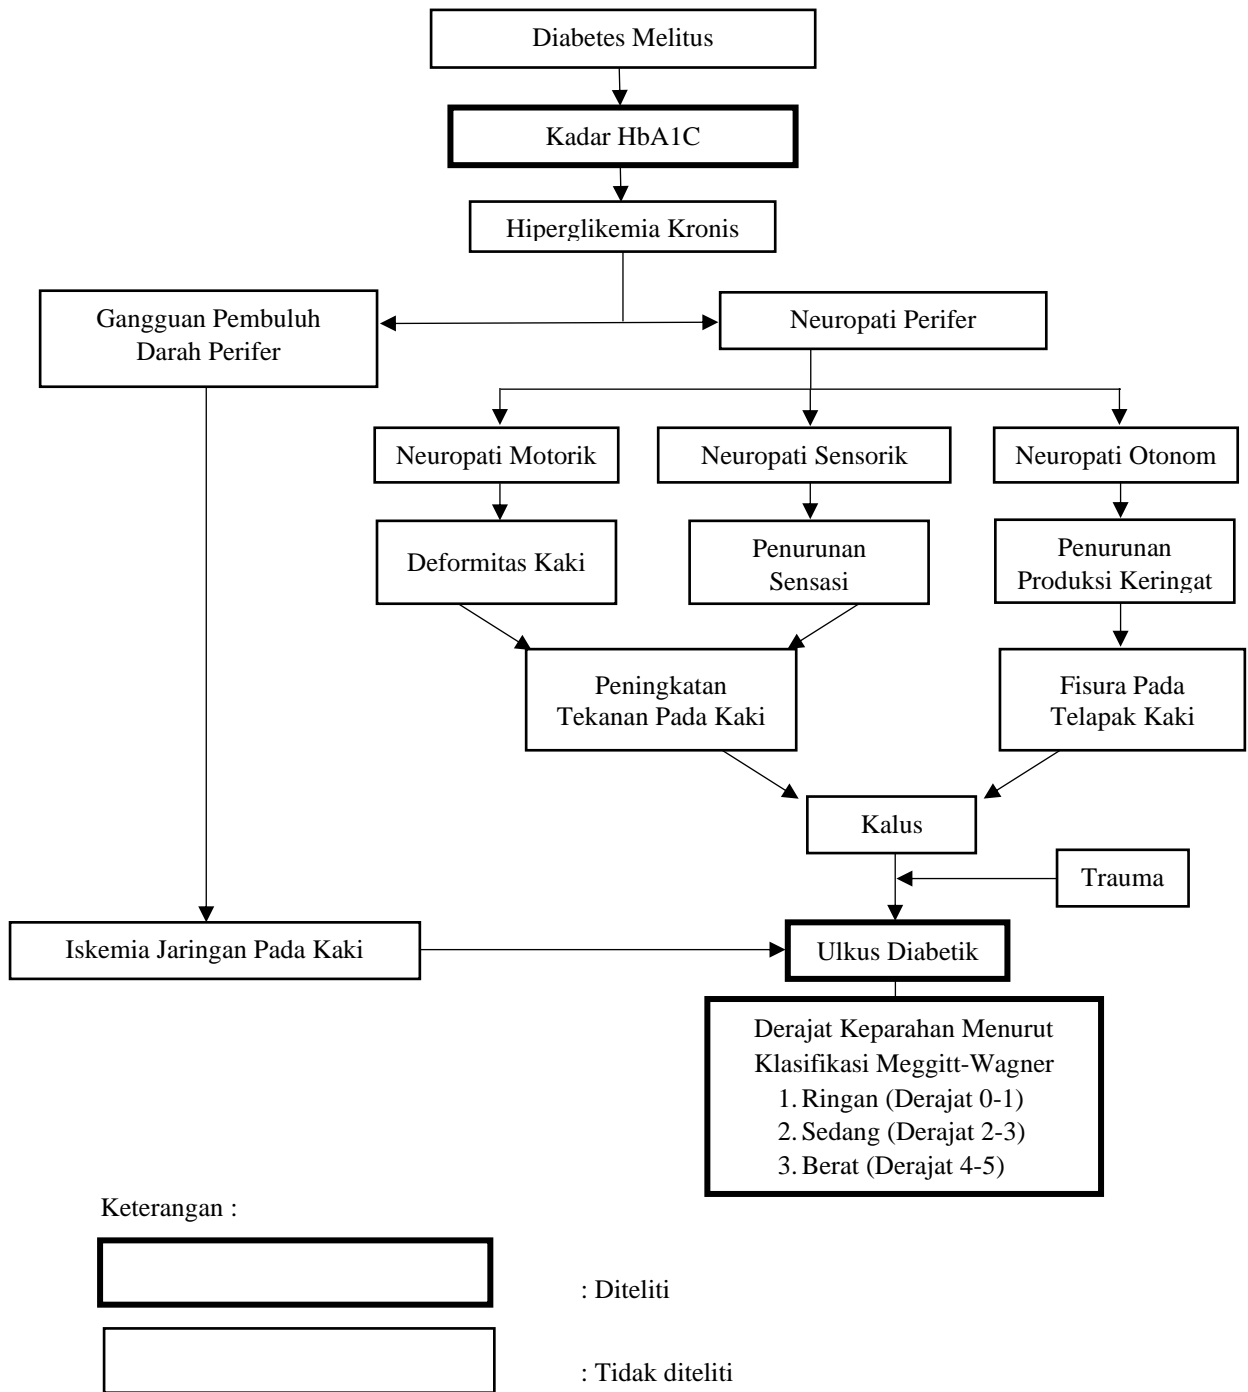 Diabetes Melitus
Kadar HbA1C
Hiperglikemia Kronis
Gangguan Pembuluh
Darah Perifer
Neuropati Perifer
Neuropati Motorik
Neuropati Sensorik
Neuropati Otonom
Deformitas Kaki
Penurunan
Sensasi
Penurunan
Produksi Keringat
Peningkatan
Tekanan Pada Kaki
Fisura Pada
Telapak Kaki
Kalus
Trauma
Iskemia Jaringan Pada Kaki
Ulkus Diabetik
Derajat Keparahan Menurut
Klasifikasi Meggitt-Wagner
1. Ringan (Derajat 0-1)
2. Sedang (Derajat 2-3)
3. Berat (Derajat 4-5)
Keterangan :
: Diteliti
: Tidak diteliti